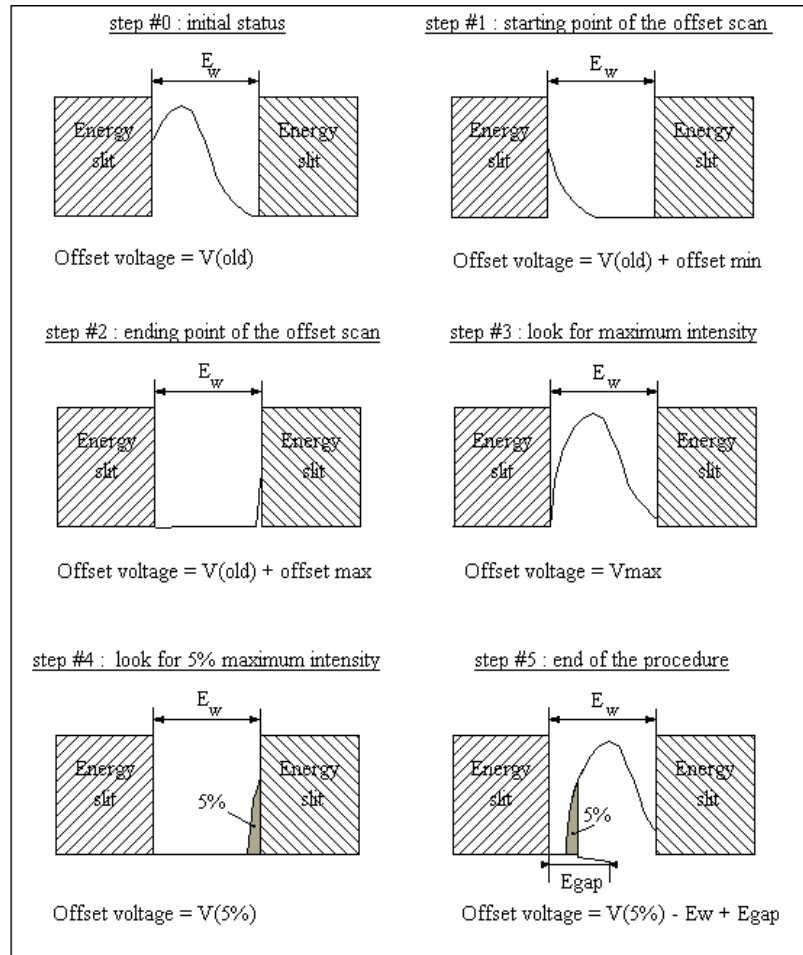 step #0 : initial status
step #1 : starting point of the offset scan
E w
E w
Energy slit
Energy slit
Energy slit
Energy slit
Offset voltage = V(old)
Offset voltage = V(old) + offset min
step #2 : ending point of the offset scan
step #3 : look for maximum intensity
E w
E w
Energy slit
Energy slit
Energy slit
Energy slit
Offset voltage = V(old) + offset max
Offset voltage = Vmax
step #4 : look for 5% maximum intensity
step #5 : end of the procedure
E w
E w
Energy slit
Energy slit
5%
Energy slit
Energy slit
5%
Egap
Offset voltage = V(5%)
Offset voltage = V(5%) - Ew + Egap